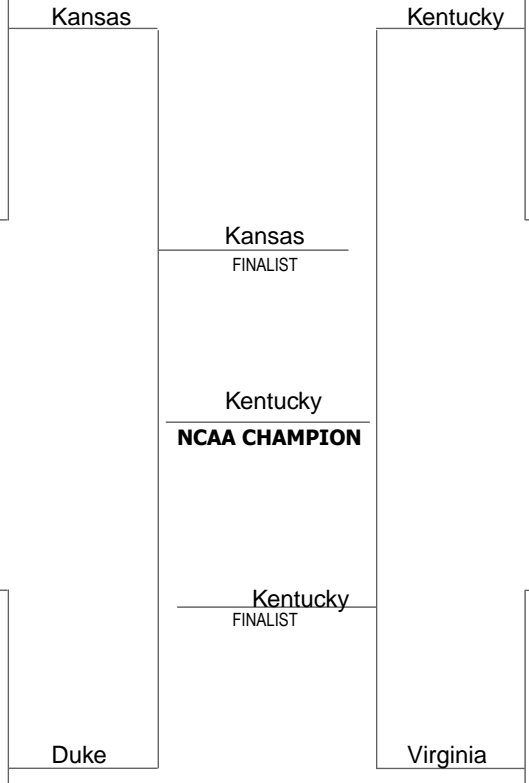 Kansas
Kentucky
Kansas
FINALIST
Kentucky
NCAA CHAMPION
Kentucky
FINALIST
Duke
Virginia